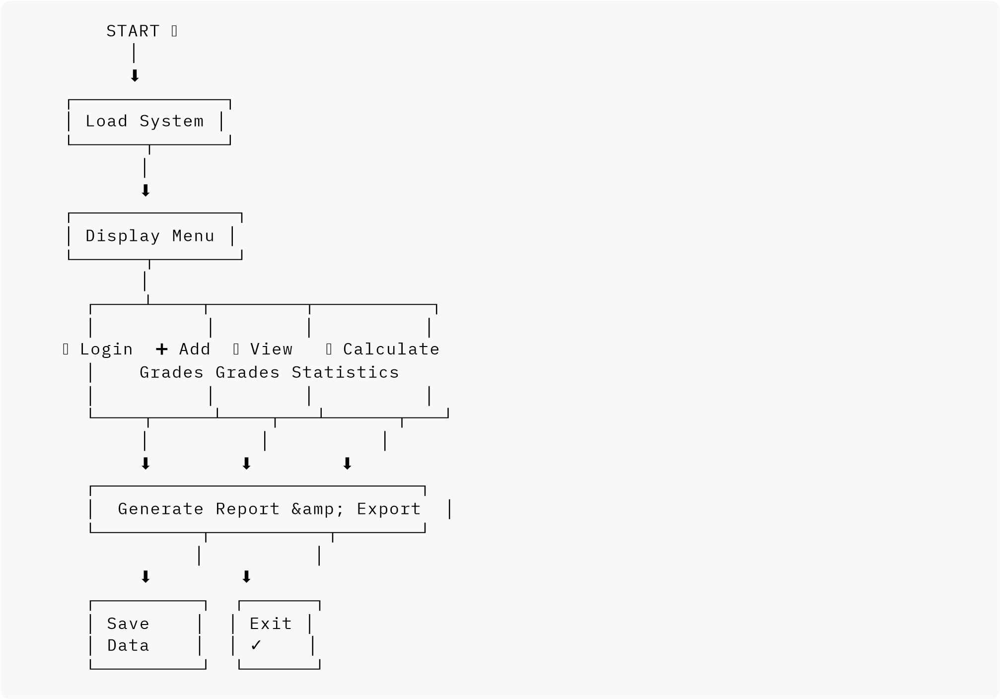 START
Load System
Display Menu
Login ➕ Add View Calculate
Grades Grades Statistics
Generate Report &amp; Export
Save Exit
Data ✓